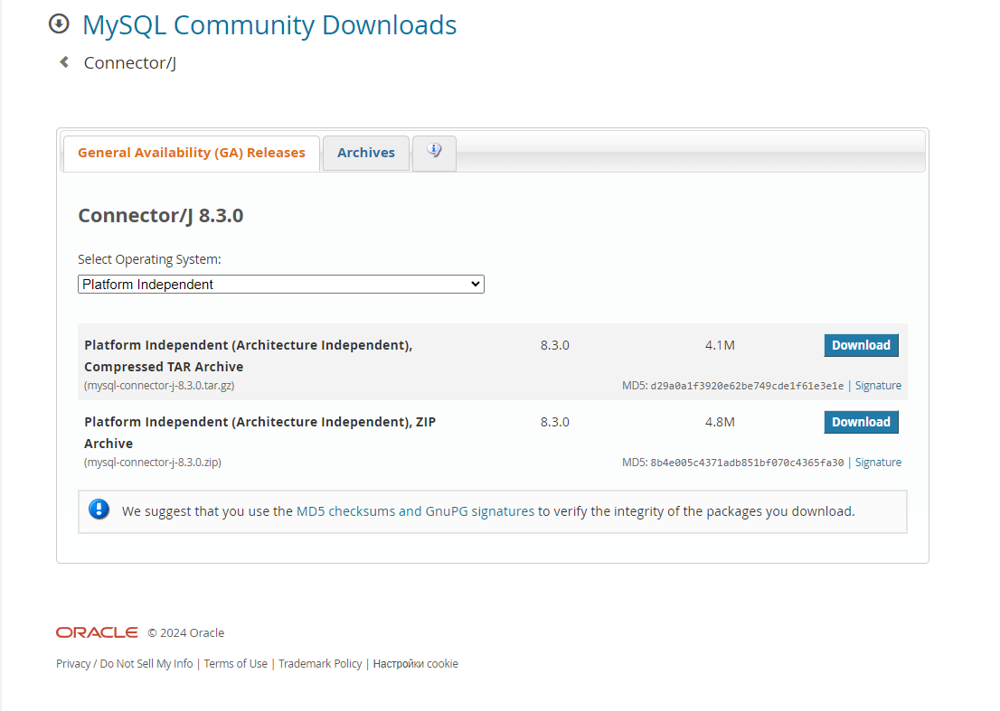 MySQL Community Downloads
Connector/J
General Availability (GA) Releases Archives
Connector/J 8.3.0
Select Operating System:
Platform Independent
Platform Independent (Architecture Independent), 8.3.0 4.1M Download
Compressed TAR Archive
(mysql-connector-j-8.3.0.tar.gz) MD5: d29a0a1f3920e62be749cde1f61e3e1e | Signature
Platform Independent (Architecture Independent), ZIP 8.3.0 4.8M Download
Archive
(mysql-connector-j-8.3.0.zip) MD5: 8b4e005c4371adb851bf070c4365fa30 | Signature
We suggest that you use the MD5 checksums and GnuPG signatures to verify the integrity of the packages you download.
ORACLE © 2024 Oracle
Privacy / Do Not Sell My Info | Terms of Use | Trademark Policy | Настройки cookie